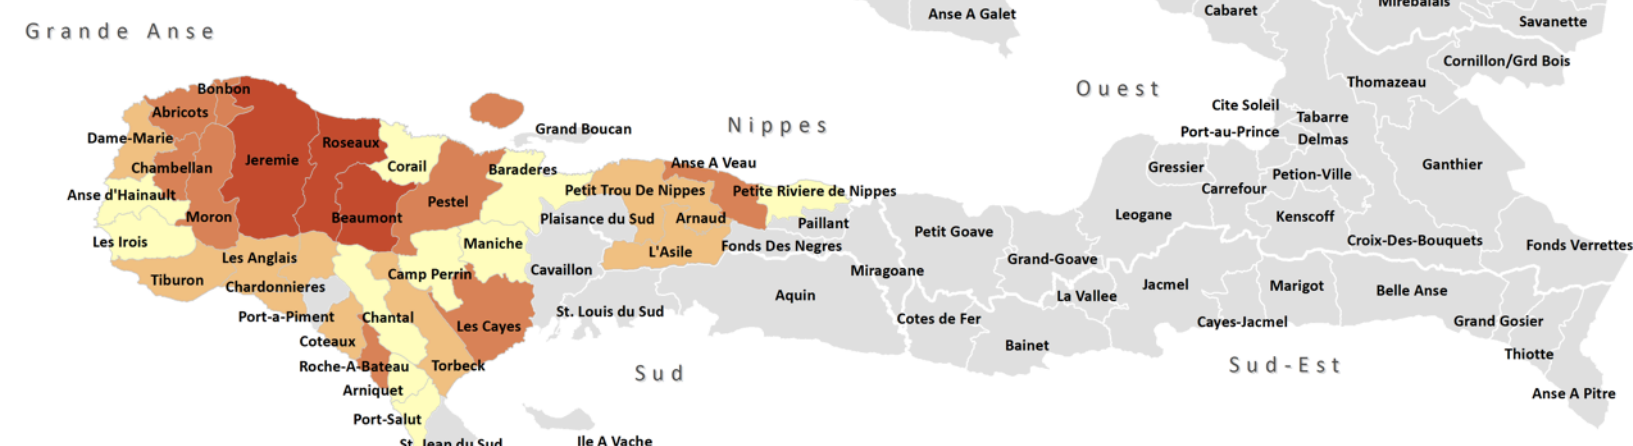 Anse A Galet
Cabaret
Mirebalais
Savanette
Grande Anse
Cornillon/Grd Bois
Thomazeau
Bonbon
Ouest
Abricots
Cite Soleil
Tabarre
Nippes
Grand Boucan
Port-au-Prince
Dame-Marie
Delmas
Roseaux
Jeremie
Anse A Veau
Ganthier
Corail
Chambellan
Baraderes
Gressier
Petion-Ville
Carrefour
Petit Trou De Nippes
Petite Riviere de Nippes
Anse d'Hainault
Pestel
Leogane
Kenscoff
Moron
Beaumont
Plaisance du Sud
Arnaud
Paillant
Petit Goave
Croix-Des-Bouquets
Les Irois
Maniche
Fonds Des Negres
Fonds Verrettes
L'Asile
Les Anglais
Grand-Goave
Cavaillon
Miragoane
Camp Perrin
Tiburon
Chardonnieres
Jacmel
Marigot
Belle Anse
La Vallee
Aquin
St. Louis du Sud
Port-a-Piment
Chantal
Cotes de Fer
Cayes-Jacmel
Grand Gosier
Les Cayes
Coteaux
Bainet
Thiotte
Roche-A-Bateau
Torbeck
Sud-Est
Sud
Arniquet
Anse A Pitre
Port-Salut
St. Jean du Sud
Ile A Vache